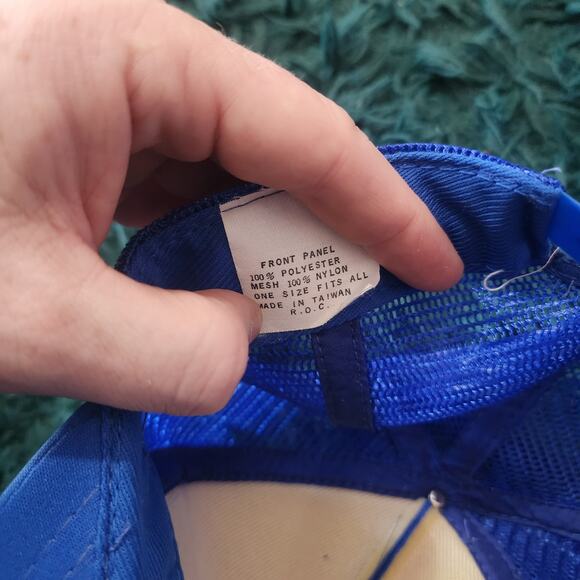 FRONT PANEL
100% POLYESTER
MESH 100% NYLON
ONE SIZE FITS ALL
MADE IN TAIWAN
R.O.C.